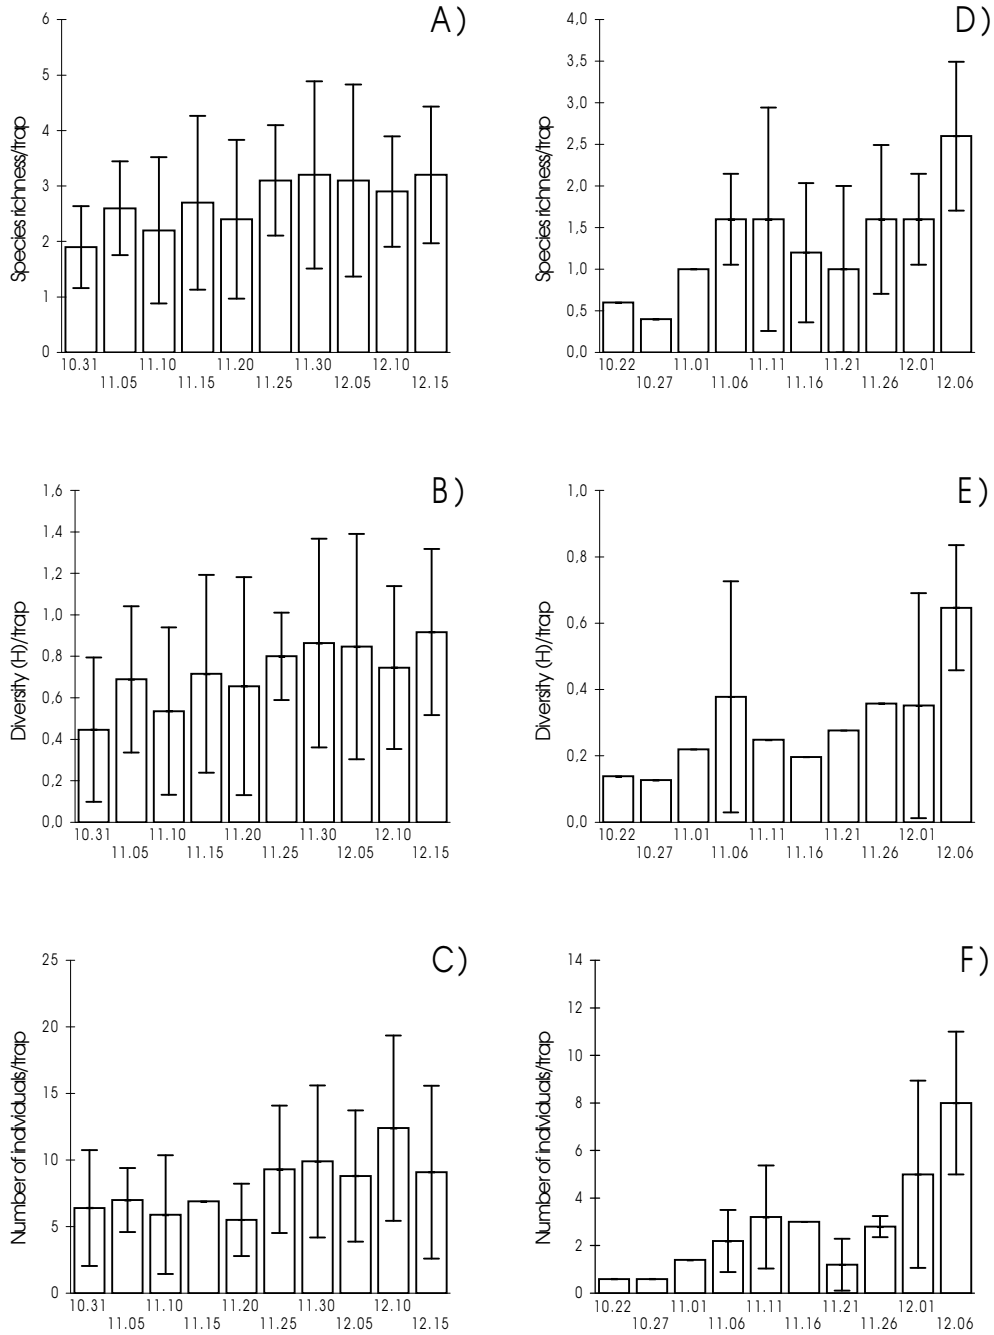 A)
6
5
4
3
2
1
0
Species richness/trap
10.31 11.10 11.20 11.30 12.10
11.05 11.15 11.25 12.05 12.15
D)
4,0
3,5
3,0
2,5
2,0
1,5
1,0
0,5
0,0
Species richness/trap
10.22 11.01 11.11 11.21 12.01
10.27 11.06 11.16 11.26 12.06
B)
1,6
1,4
1,2
1,0
0,8
0,6
0,4
0,2
0,0
Diversity (H)/trap
10.31 11.10 11.20 11.30 12.10
11.05 11.15 11.25 12.05 12.15
E)
1,0
0,8
0,6
0,4
0,2
0,0
Diversity (H)/trap
10.22 11.01 11.11 11.21 12.01
10.27 11.06 11.16 11.26 12.06
C)
25
20
15
10
5
0
Number of individuals/trap
10.31 11.10 11.20 11.30 12.10
11.05 11.15 11.25 12.05 12.15
F)
14
12
10
8
6
4
2
0
Number of individuals/trap
10.22 11.01 11.11 11.21 12.01
10.27 11.06 11.16 11.26 12.06